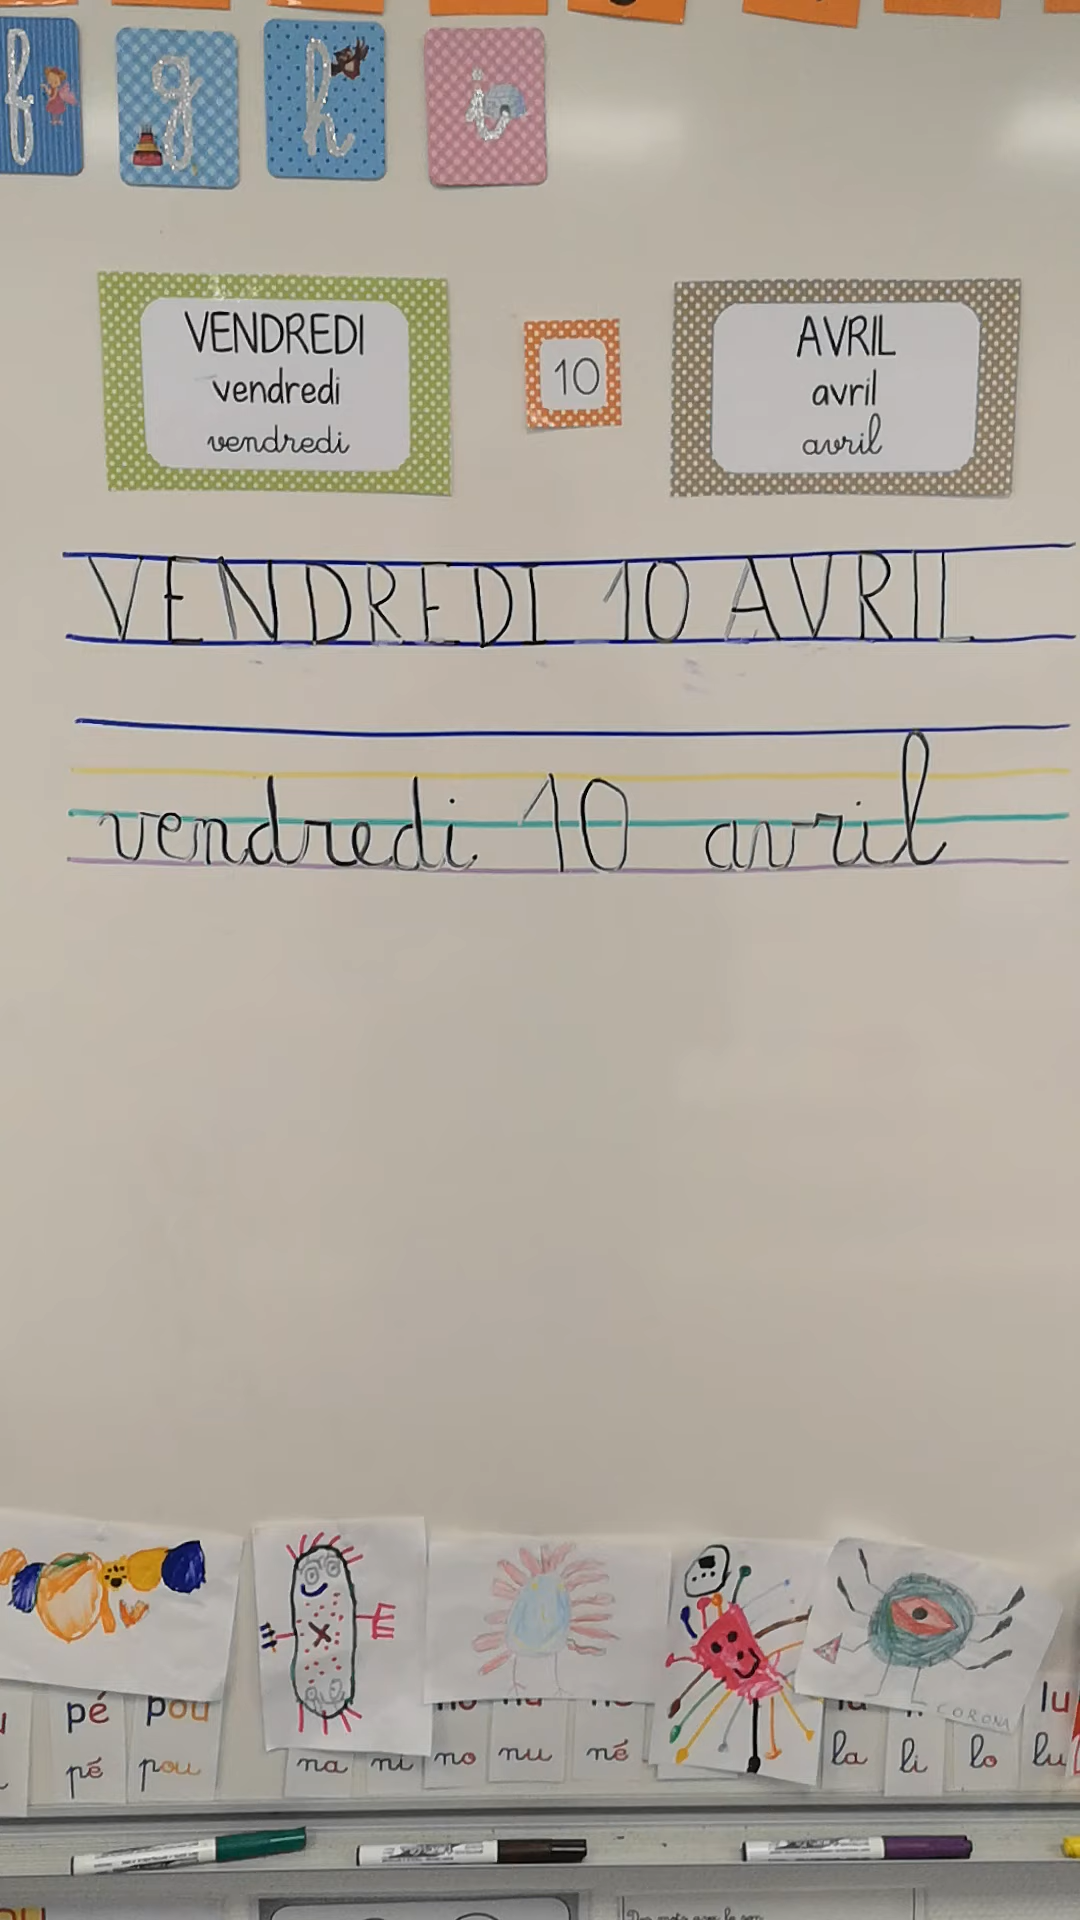 f g h i
VENDREDI
vendredi
vendredi
10
AVRIL
avril
avril
VENDREDI 10 AVRIL
vendredi 10 avril
CORONA
pé pou lu
pé pou na ni no nu né la li lo lu